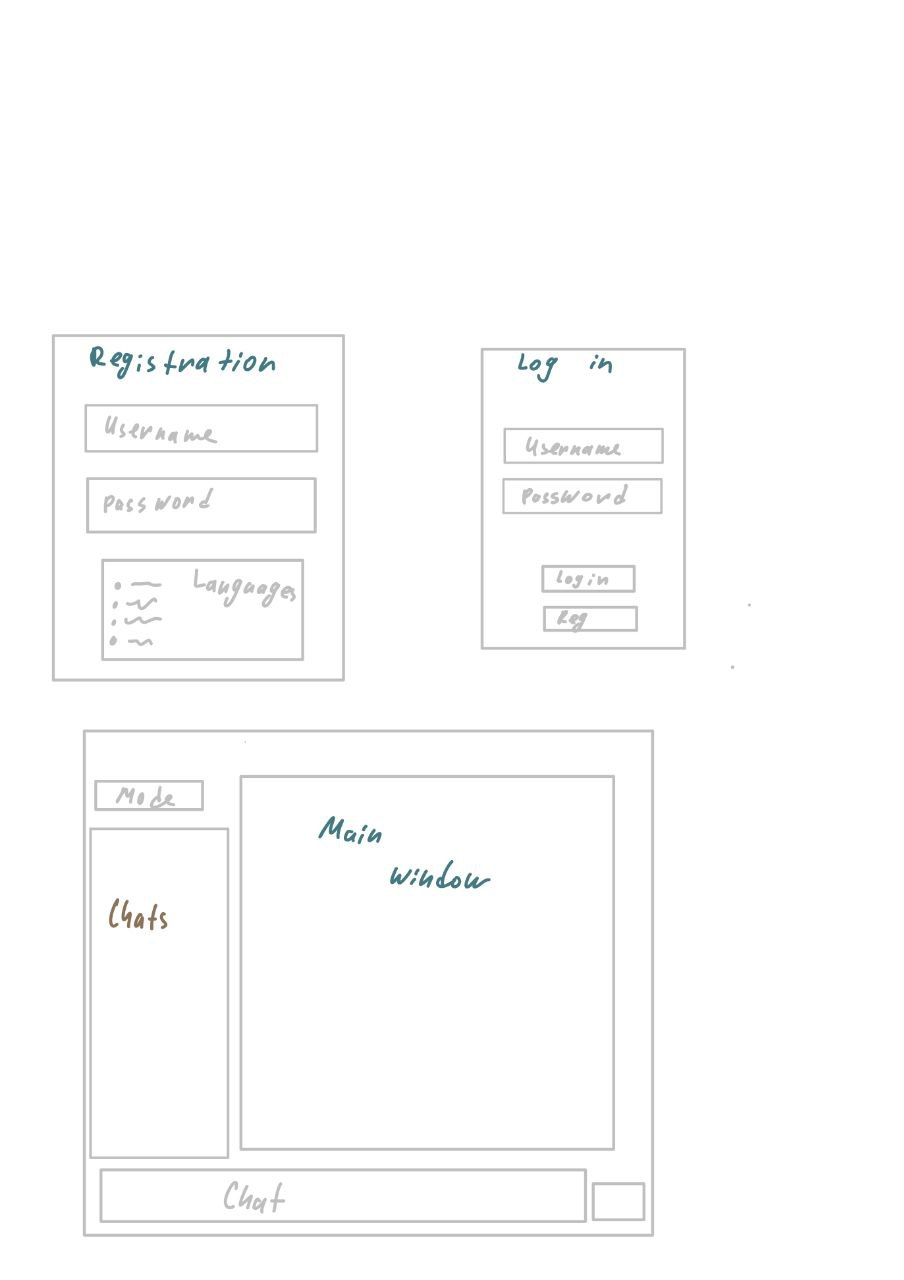 Registration
Username
Password
Languages
Log in
Username
Password
Log in
Reg
Mode
Chats
Main
window
Chat